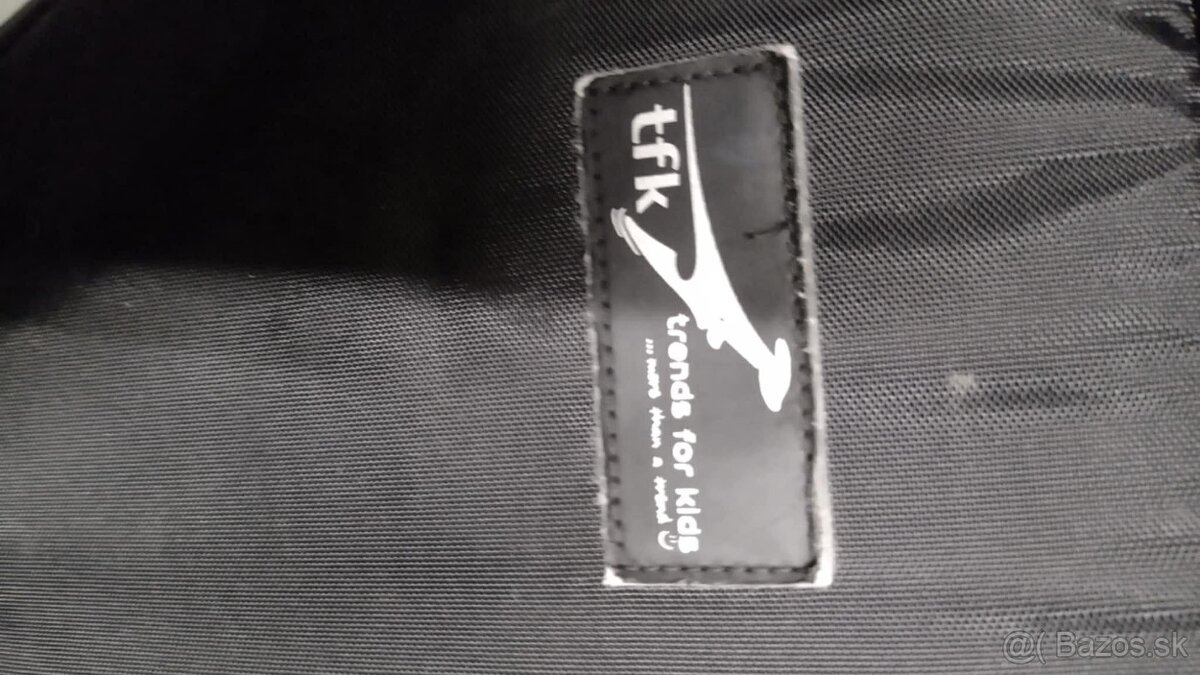 tfk
trends for kids
... more than a trend
@( Bazos.sk